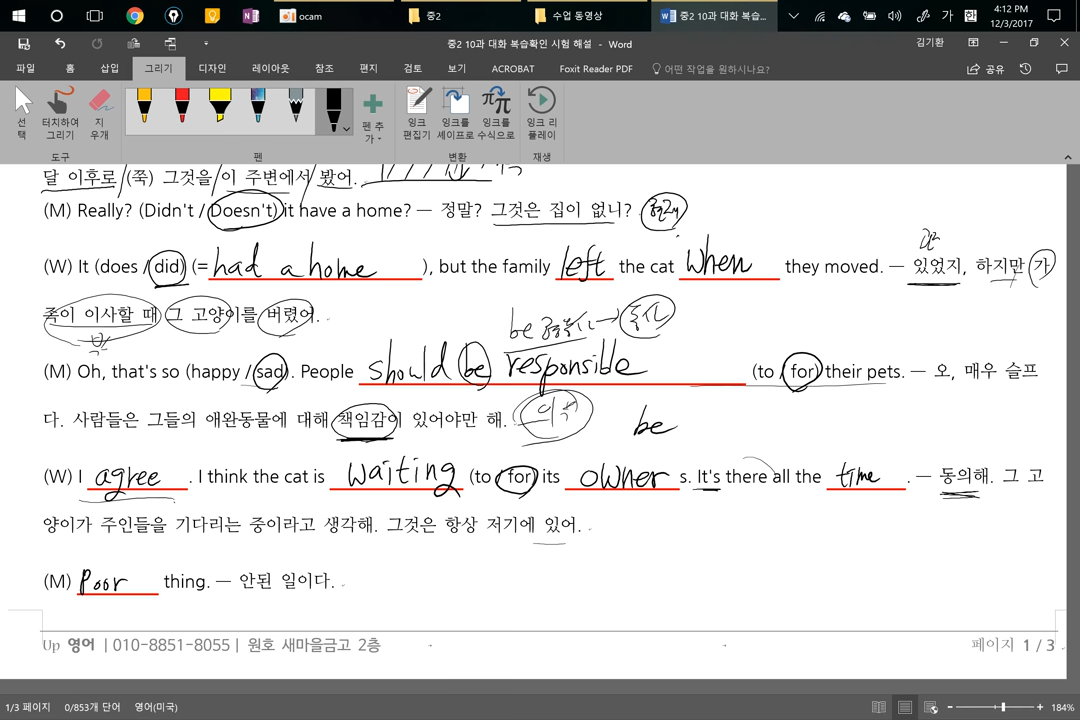 ocam 중2 수업 동영상 중2 10과 대화 복습... 가 한 4:12 PM
12/3/2017
중2 10과 대화 복습확인 시험 해설 - Word 김기환
파일 홈 삽입 그리기 디자인 레이아웃 참조 편지 검토 보기 ACROBAT Foxit Reader PDF 어떤 작업을 원하시나요? 공유
선택 터치하여 그리기 지우개 펜 추가 잉크 편집기 잉크를 셰이프로 잉크를 수식으로 잉크 리플레이
도구 펜 변환 재생
달 이후로 (쭉) 그것을 이 주변에서 봤어.
(M) Really? (Didn't / Doesn't) it have a home? — 정말? 그것은 집이 없니? 현재
(W) It (does / did) (= had a home ), but the family left the cat when they moved. — 있었지, 하지만 가
족이 이사할 때 그 고양이를 버렸어.
be
(M) Oh, that's so (happy / sad). People should be responsible (to / for) their pets. — 오, 매우 슬프
다. 사람들은 그들의 애완동물에 대해 책임감이 있어야만 해.
be
(W) I agree . I think the cat is waiting (to / for) its owner s. It's there all the time . — 동의해. 그 고
양이가 주인들을 기다리는 중이라고 생각해. 그것은 항상 저기에 있어.
(M) Poor thing. — 안된 일이다.
Up 영어 | 010-8851-8055 | 원호 새마을금고 2층 페이지 1 / 3
1/3 페이지 0/853개 단어 영어(미국) 184%